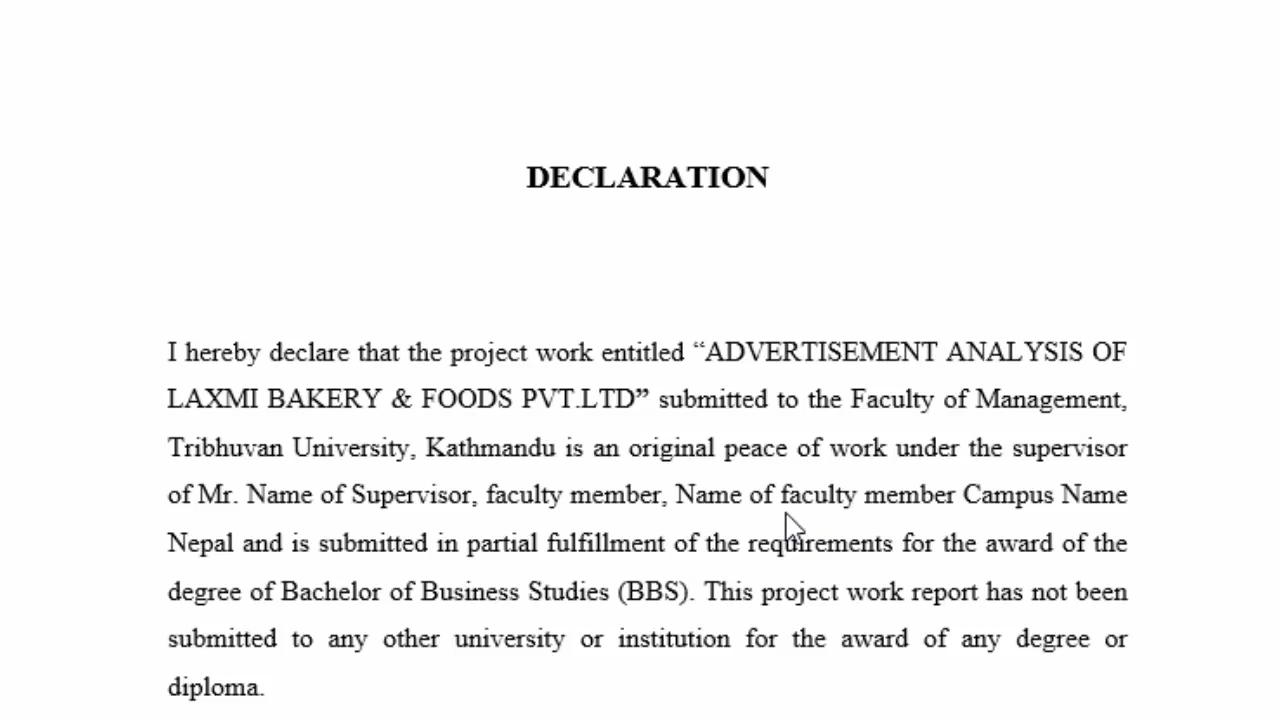 DECLARATION
I hereby declare that the project work entitled “ADVERTISEMENT ANALYSIS OF
LAXMI BAKERY & FOODS PVT.LTD” submitted to the Faculty of Management,
Tribhuvan University, Kathmandu is an original peace of work under the supervisor
of Mr. Name of Supervisor, faculty member, Name of faculty member Campus Name
Nepal and is submitted in partial fulfillment of the requirements for the award of the
degree of Bachelor of Business Studies (BBS). This project work report has not been
submitted to any other university or institution for the award of any degree or
diploma.